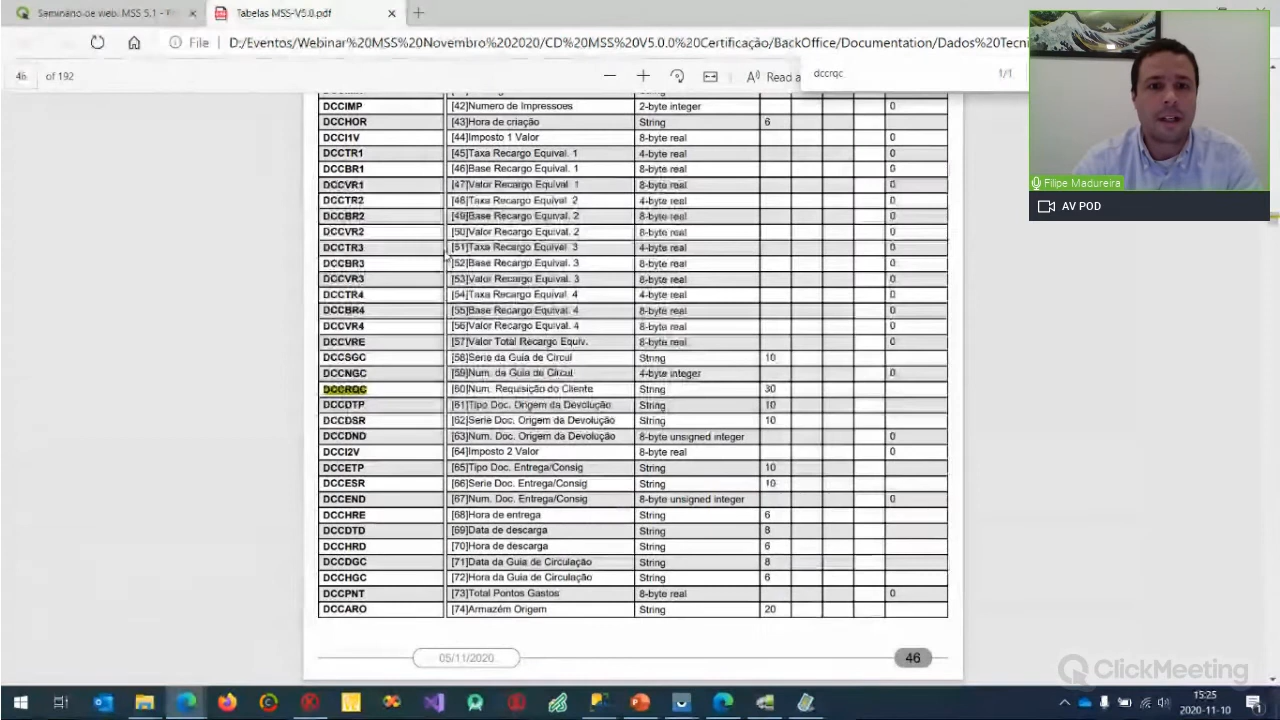 Seminário de web. MSS 5.1 -
Tabelas MSS-V5.0.pdf
File D:/Eventos/Webinar%20MSS%20Novembro%202020/CD%20MSS%20V5.0.0%20Certificação/BackOffice/Documentation/Dados%20Tecni
46 of 192
Read a
dccrqc 1/1
DCCIMP [42]Numero de Impressoes 2-byte integer 0
DCCHOR [43]Hora de criação String 6
DCCI1V [44]Imposto 1 Valor 8-byte real 0
DCCTR1 [45]Taxa Recargo Equival. 1 4-byte real 0
DCCBR1 [46]Base Recargo Equival. 1 8-byte real 0
DCCVR1 [47]Valor Recargo Equival. 1 8-byte real 0
DCCTR2 [48]Taxa Recargo Equival. 2 4-byte real 0
DCCBR2 [49]Base Recargo Equival. 2 8-byte real 0
DCCVR2 [50]Valor Recargo Equival. 2 8-byte real 0
DCCTR3 [51]Taxa Recargo Equival. 3 4-byte real 0
DCCBR3 [52]Base Recargo Equival. 3 8-byte real 0
DCCVR3 [53]Valor Recargo Equival. 3 8-byte real 0
DCCTR4 [54]Taxa Recargo Equival. 4 4-byte real 0
DCCBR4 [55]Base Recargo Equival. 4 8-byte real 0
DCCVR4 [56]Valor Recargo Equival. 4 8-byte real 0
DCCVRE [57]Valor Total Recargo Equiv. 8-byte real 0
DCCSGC [58]Serie da Guia de Circul String 10
DCCNGC [59]Num. da Guia de Circul 4-byte integer 0
DCCRQC [60]Num. Requisição do Cliente String 30
DCCDTP [61]Tipo Doc. Origem da Devolução String 10
DCCDSR [62]Serie Doc. Origem da Devolução String 10
DCCDND [63]Num. Doc. Origem da Devolução 8-byte unsigned integer 0
DCCI2V [64]Imposto 2 Valor 8-byte real 0
DCCETP [65]Tipo Doc. Entrega/Consig String 10
DCCESR [66]Serie Doc. Entrega/Consig String 10
DCCEND [67]Num. Doc. Entrega/Consig 8-byte unsigned integer 0
DCCHRE [68]Hora de entrega String 6
DCCDTD [69]Data de descarga String 8
DCCHRD [70]Hora de descarga String 6
DCCDGC [71]Data da Guia de Circulação String 8
DCCHGC [72]Hora da Guia de Circulação String 6
DCCPNT [73]Total Pontos Gastos 8-byte real 0
DCCARO [74]Armazém Origem String 20
05/11/2020 46
Filipe Madureira
AV POD
ClickMeeting
15:25
2020-11-10